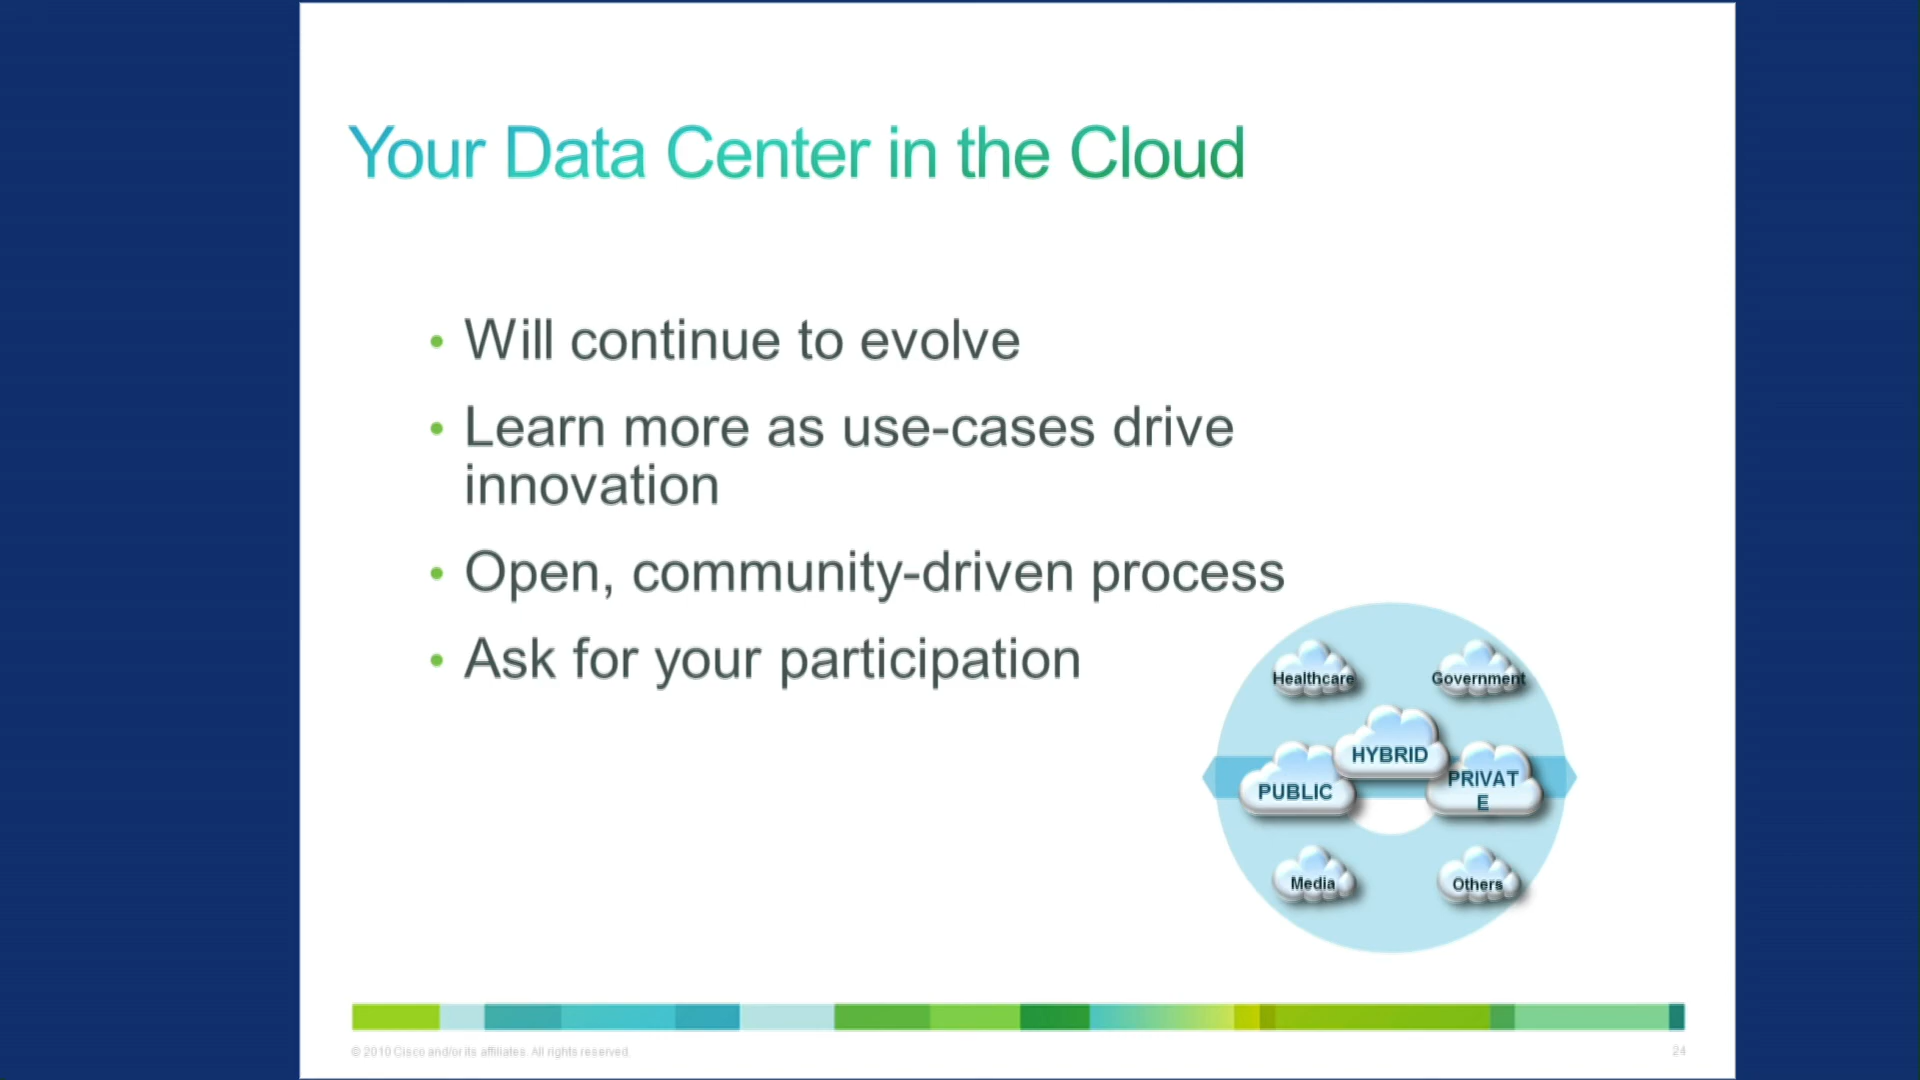 Your Data Center in the Cloud
• Will continue to evolve
• Learn more as use-cases drive
innovation
• Open, community-driven process
• Ask for your participation
Healthcare
Government
HYBRID
PUBLIC
PRIVAT
E
Media
Others
© 2010 Cisco and/or its affiliates. All rights reserved.
24